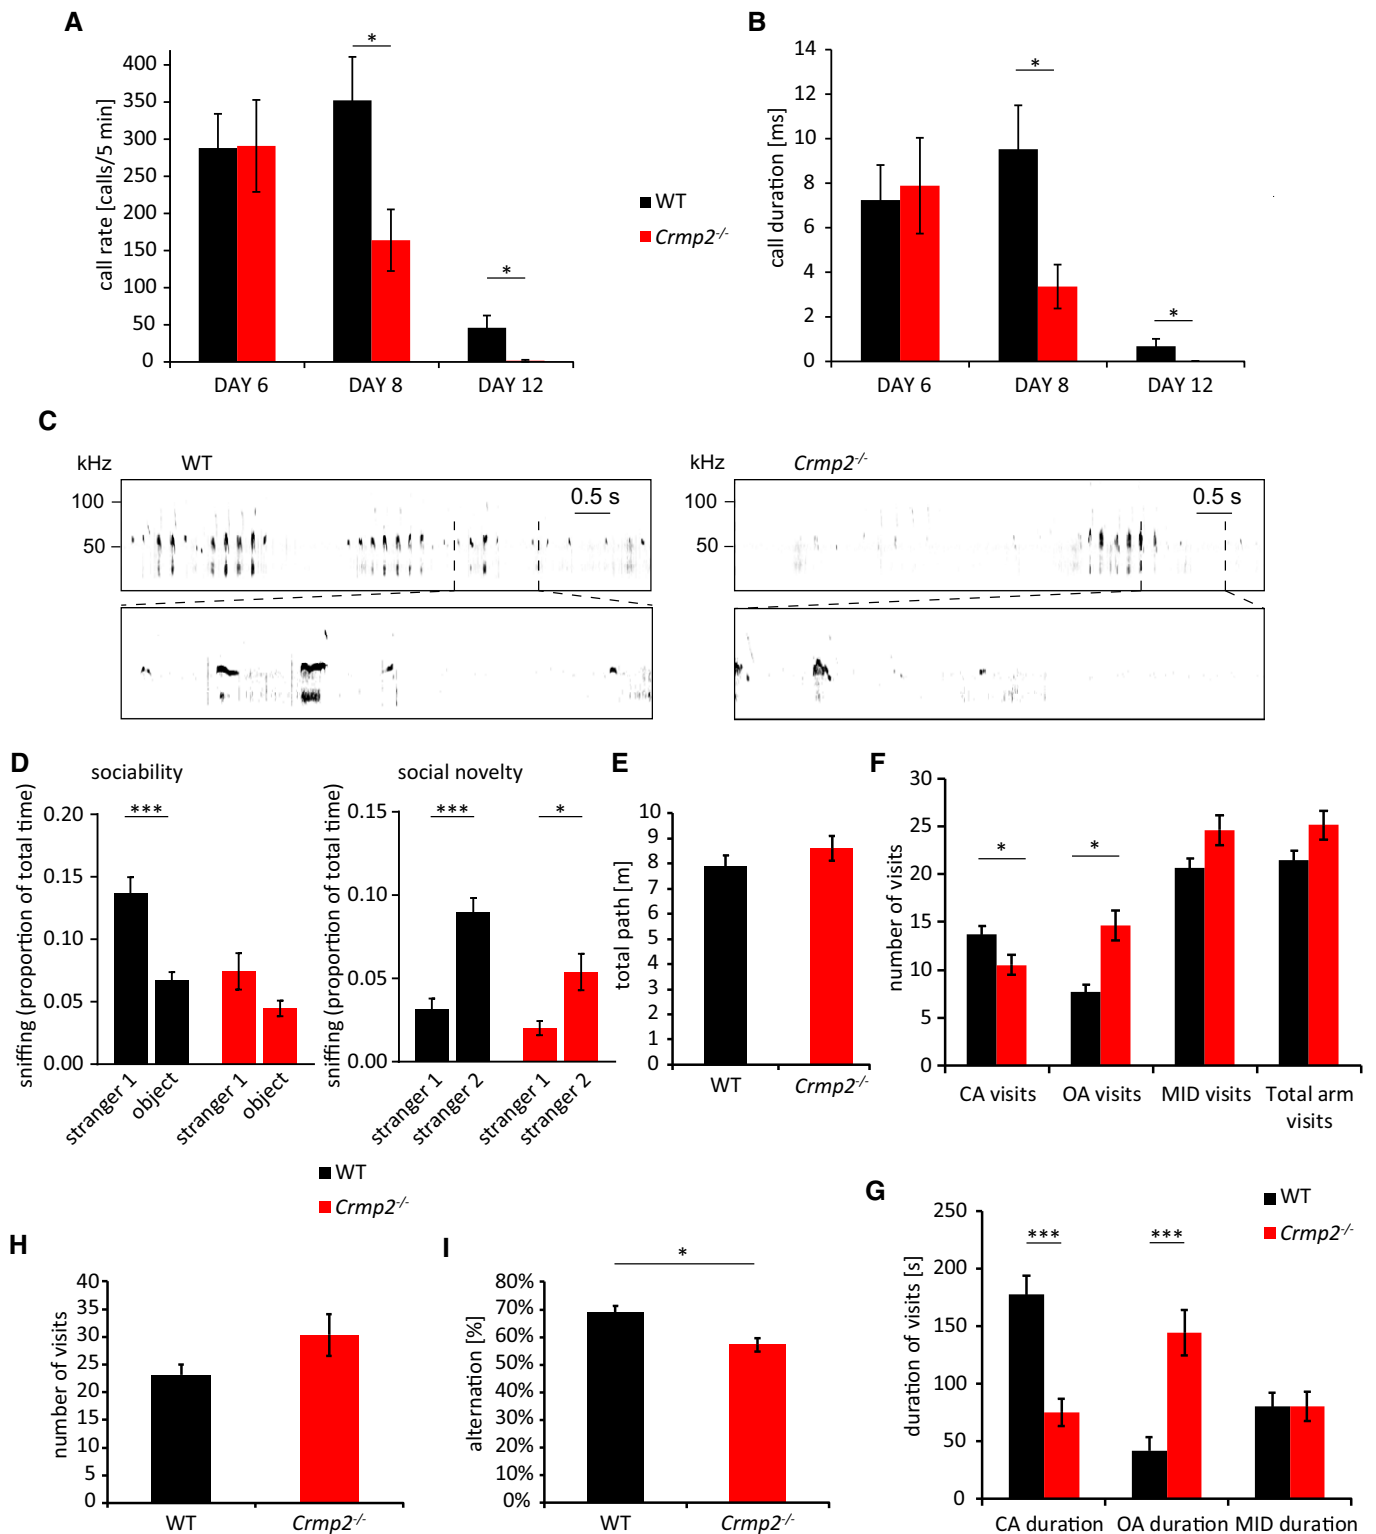 A
call rate [calls/5 min]
400
350
300
250
200
150
100
50
0
*
*
DAY 6
DAY 8
DAY 12
WT
Crmp2-/-
B
call duration [ms]
14
12
10
8
6
4
2
0
*
*
DAY 6
DAY 8
DAY 12
C
kHz
WT
100
50
0.5 s
kHz
Crmp2-/-
100
50
0.5 s
D
sociability
sniffing (proportion of total time)
0.20
0.15
0.10
0.05
0.00
***
stranger 1
object
stranger 1
object
social novelty
sniffing (proportion of total time)
0.15
0.10
0.05
0.00
***
*
stranger 1
stranger 2
stranger 1
stranger 2
WT
Crmp2-/-
E
total path [m]
10
9
8
7
6
5
4
3
2
1
0
WT
Crmp2-/-
F
number of visits
30
25
20
15
10
5
0
*
*
CA visits
OA visits
MID visits
Total arm
visits
G
duration of visits [s]
250
200
150
100
50
0
***
***
WT
Crmp2-/-
CA duration
OA duration
MID duration
H
number of visits
40
35
30
25
20
15
10
5
0
WT
Crmp2-/-
I
alternation [%]
80%
70%
60%
50%
40%
30%
20%
10%
0%
*
WT
Crmp2-/-